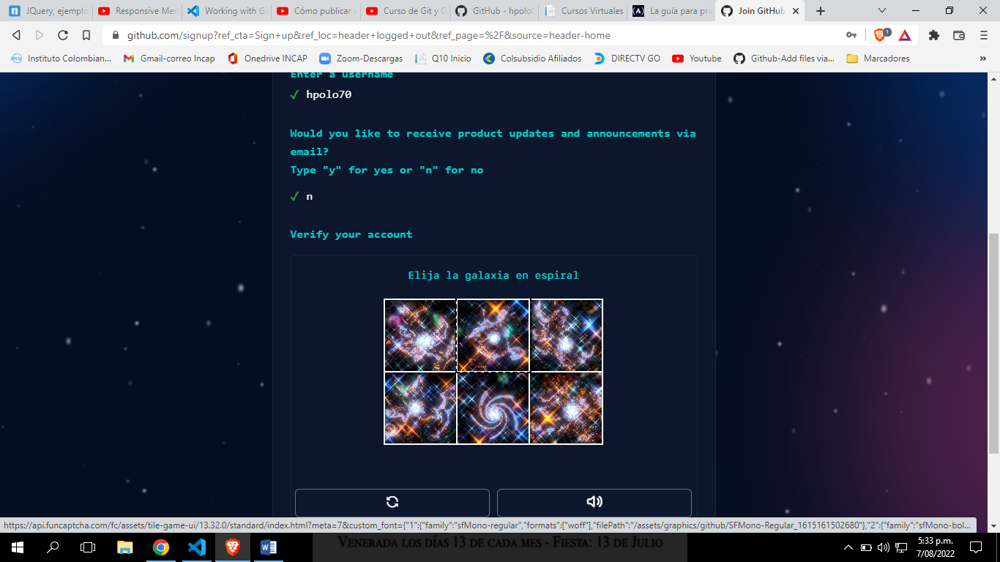 JQuery, ejemplo
Responsive Men
Working with Gi
Cómo publicar u
Curso de Git y G
GitHub - hpolo0
Cursos Virtuales
La guía para prin
Join GitHub
github.com/signup?ref_cta=Sign+up&ref_loc=header+logged+out&ref_page=%2F&source=header-home
1
Instituto Colombian...
Gmail-correo Incap
Onedrive INCAP
Zoom-Descargas
Q10 Inicio
Colsubsidio Afiliados
DIRECTV GO
Youtube
Github-Add files via...
Marcadores
»
Enter a username
✓ hpolo70
Would you like to receive product updates and announcements via
email?
Type "y" for yes or "n" for no
✓ n
Verify your account
Elija la galaxia en espiral
https://api.funcaptcha.com/fc/assets/tile-game-ui/13.32.0/standard/index.html?meta=7&custom_font={"1":{"family":"sfMono-regular","formats":["woff"],"filePath":"/assets/graphics/github/SFMono-Regular_1615161502680"},"2":{"family":"sfMono-bol...
Venerada los días 13 de cada mes - Fiesta: 13 de Julio
5:33 p.m.
7/08/2022